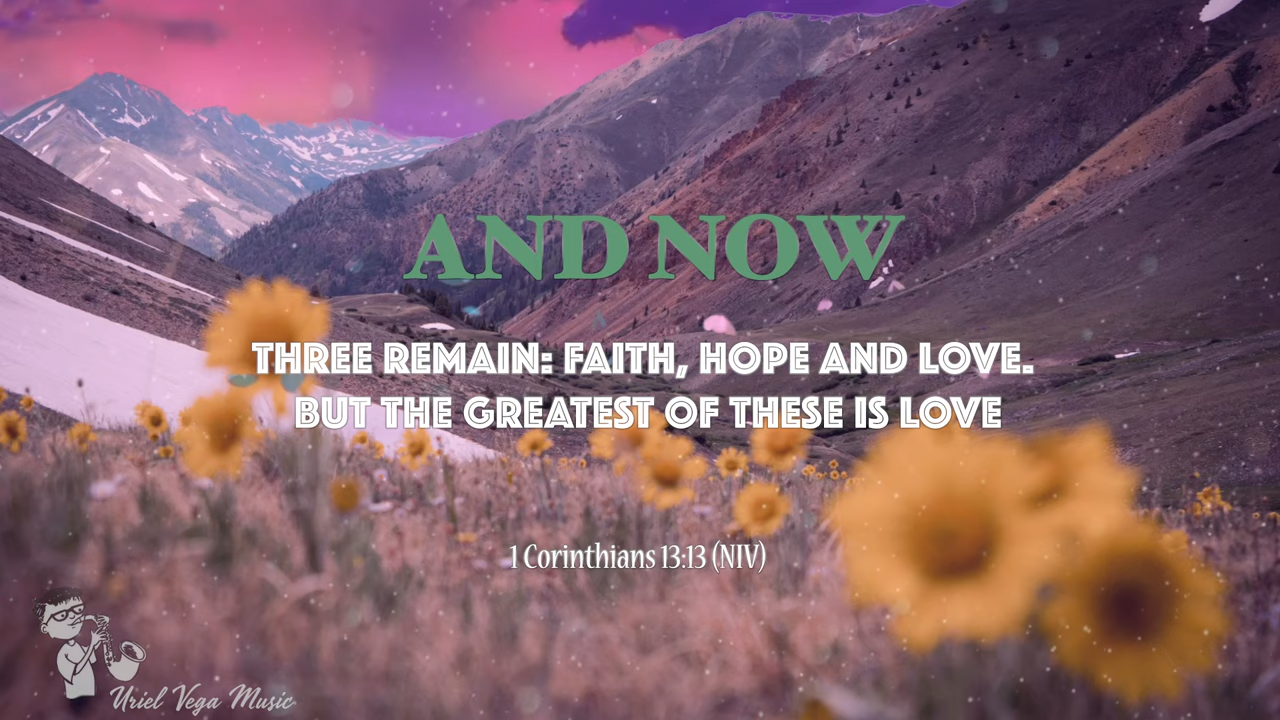 AND NOW
THREE REMAIN: FAITH, HOPE AND LOVE.
BUT THE GREATEST OF THESE IS LOVE
1 Corinthians 13:13 (NIV)
Uriel Vega Music